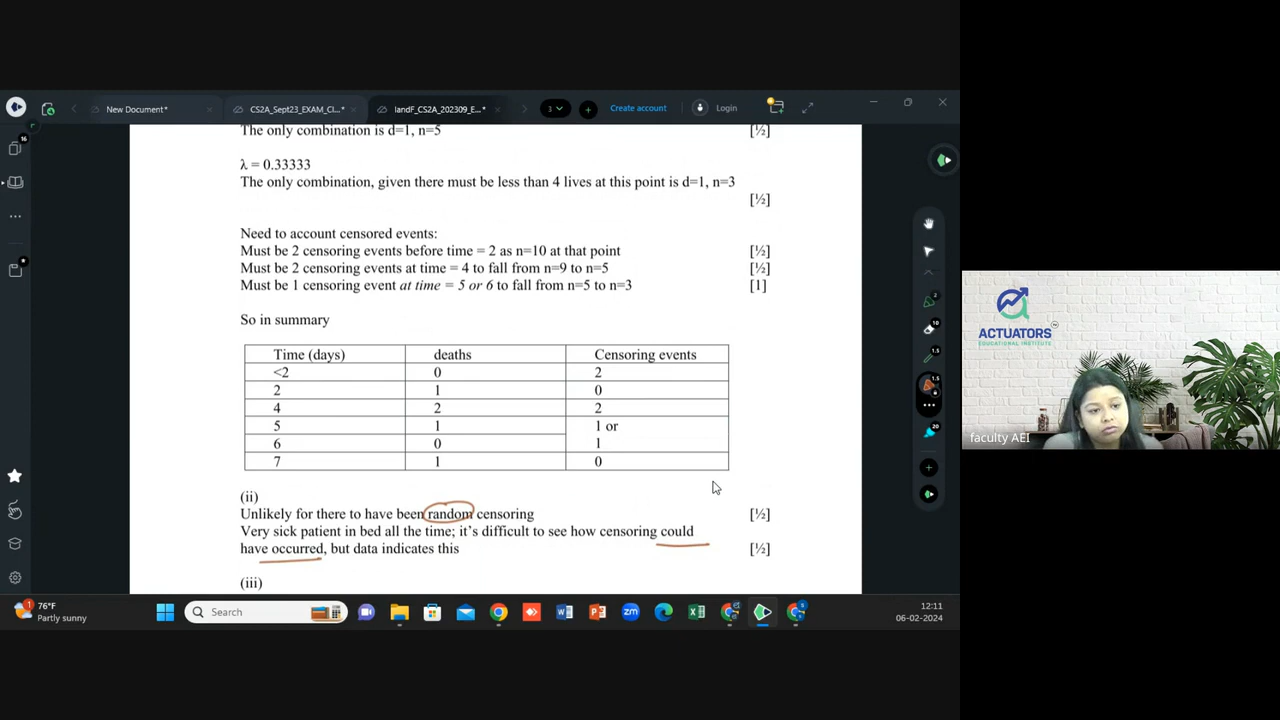 New Document*
CS2A_Sept23_EXAM_Cl...*
IandF_CS2A_202309_E...*
3
Create account
Login
The only combination is d=1, n=5 [½]
λ = 0.33333
The only combination, given there must be less than 4 lives at this point is d=1, n=3
[½]
Need to account censored events:
Must be 2 censoring events before time = 2 as n=10 at that point [½]
Must be 2 censoring events at time = 4 to fall from n=9 to n=5 [½]
Must be 1 censoring event at time = 5 or 6 to fall from n=5 to n=3 [1]
So in summary
Time (days) deaths Censoring events
<2 0 2
2 1 0
4 2 2
5 1 1 or
6 0 1
7 1 0
(ii)
Unlikely for there to have been random censoring [½]
Very sick patient in bed all the time; it's difficult to see how censoring could
have occurred, but data indicates this [½]
(iii)
ACTUATORS
EDUCATIONAL INSTITUTE
faculty AEI
76°F
Partly sunny
Search
12:11
06-02-2024